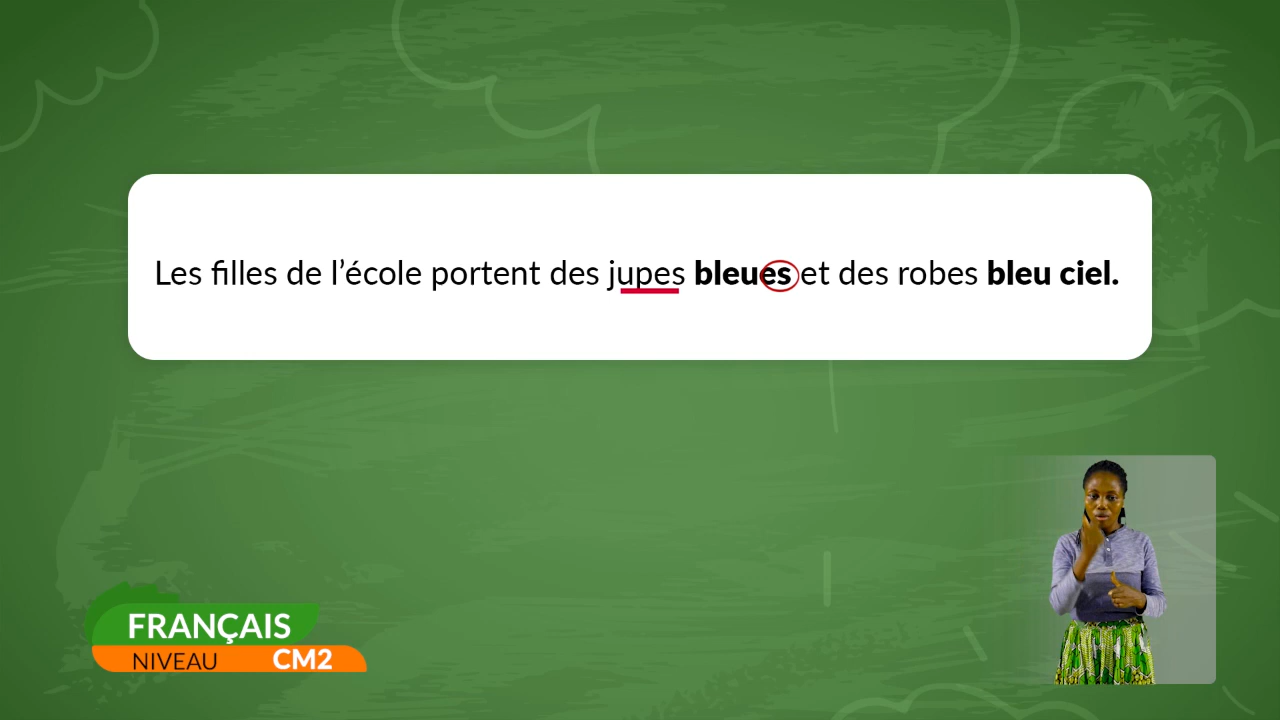 Les filles de l’école portent des jupes bleues et des robes bleu ciel.
FRANÇAIS
NIVEAU CM2